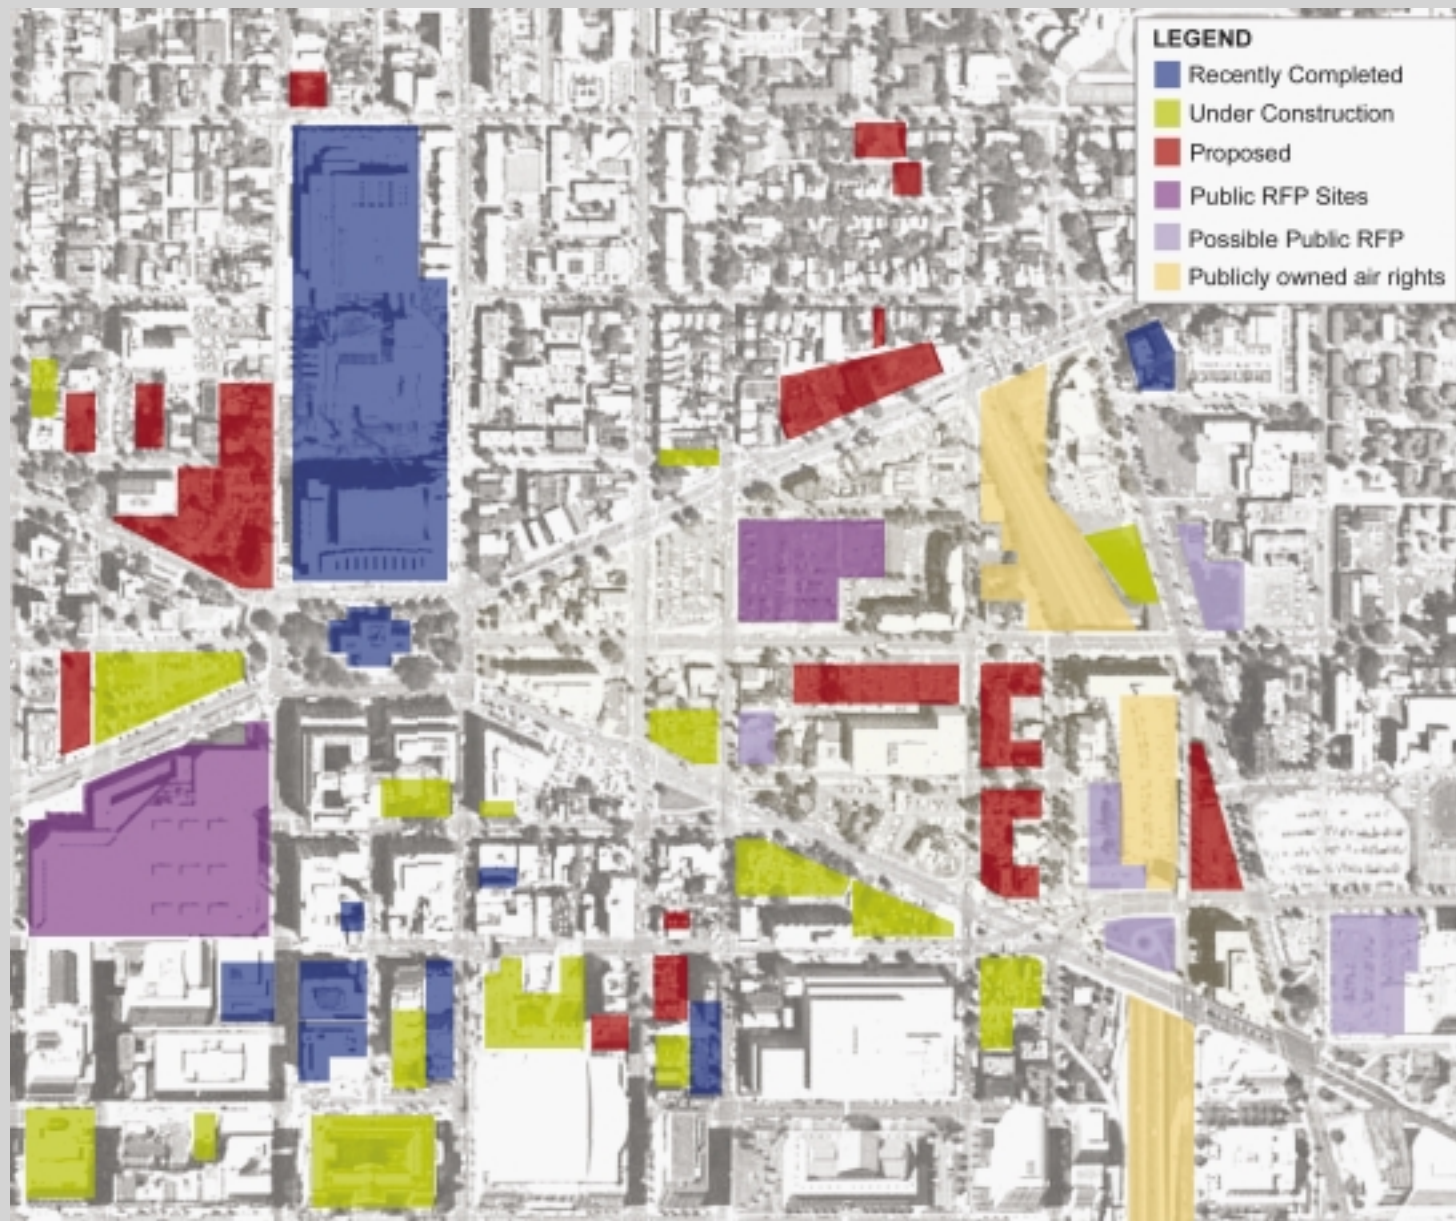 LEGEND
Recently Completed
Under Construction
Proposed
Public RFP Sites
Possible Public RFP
Publicly owned air rights